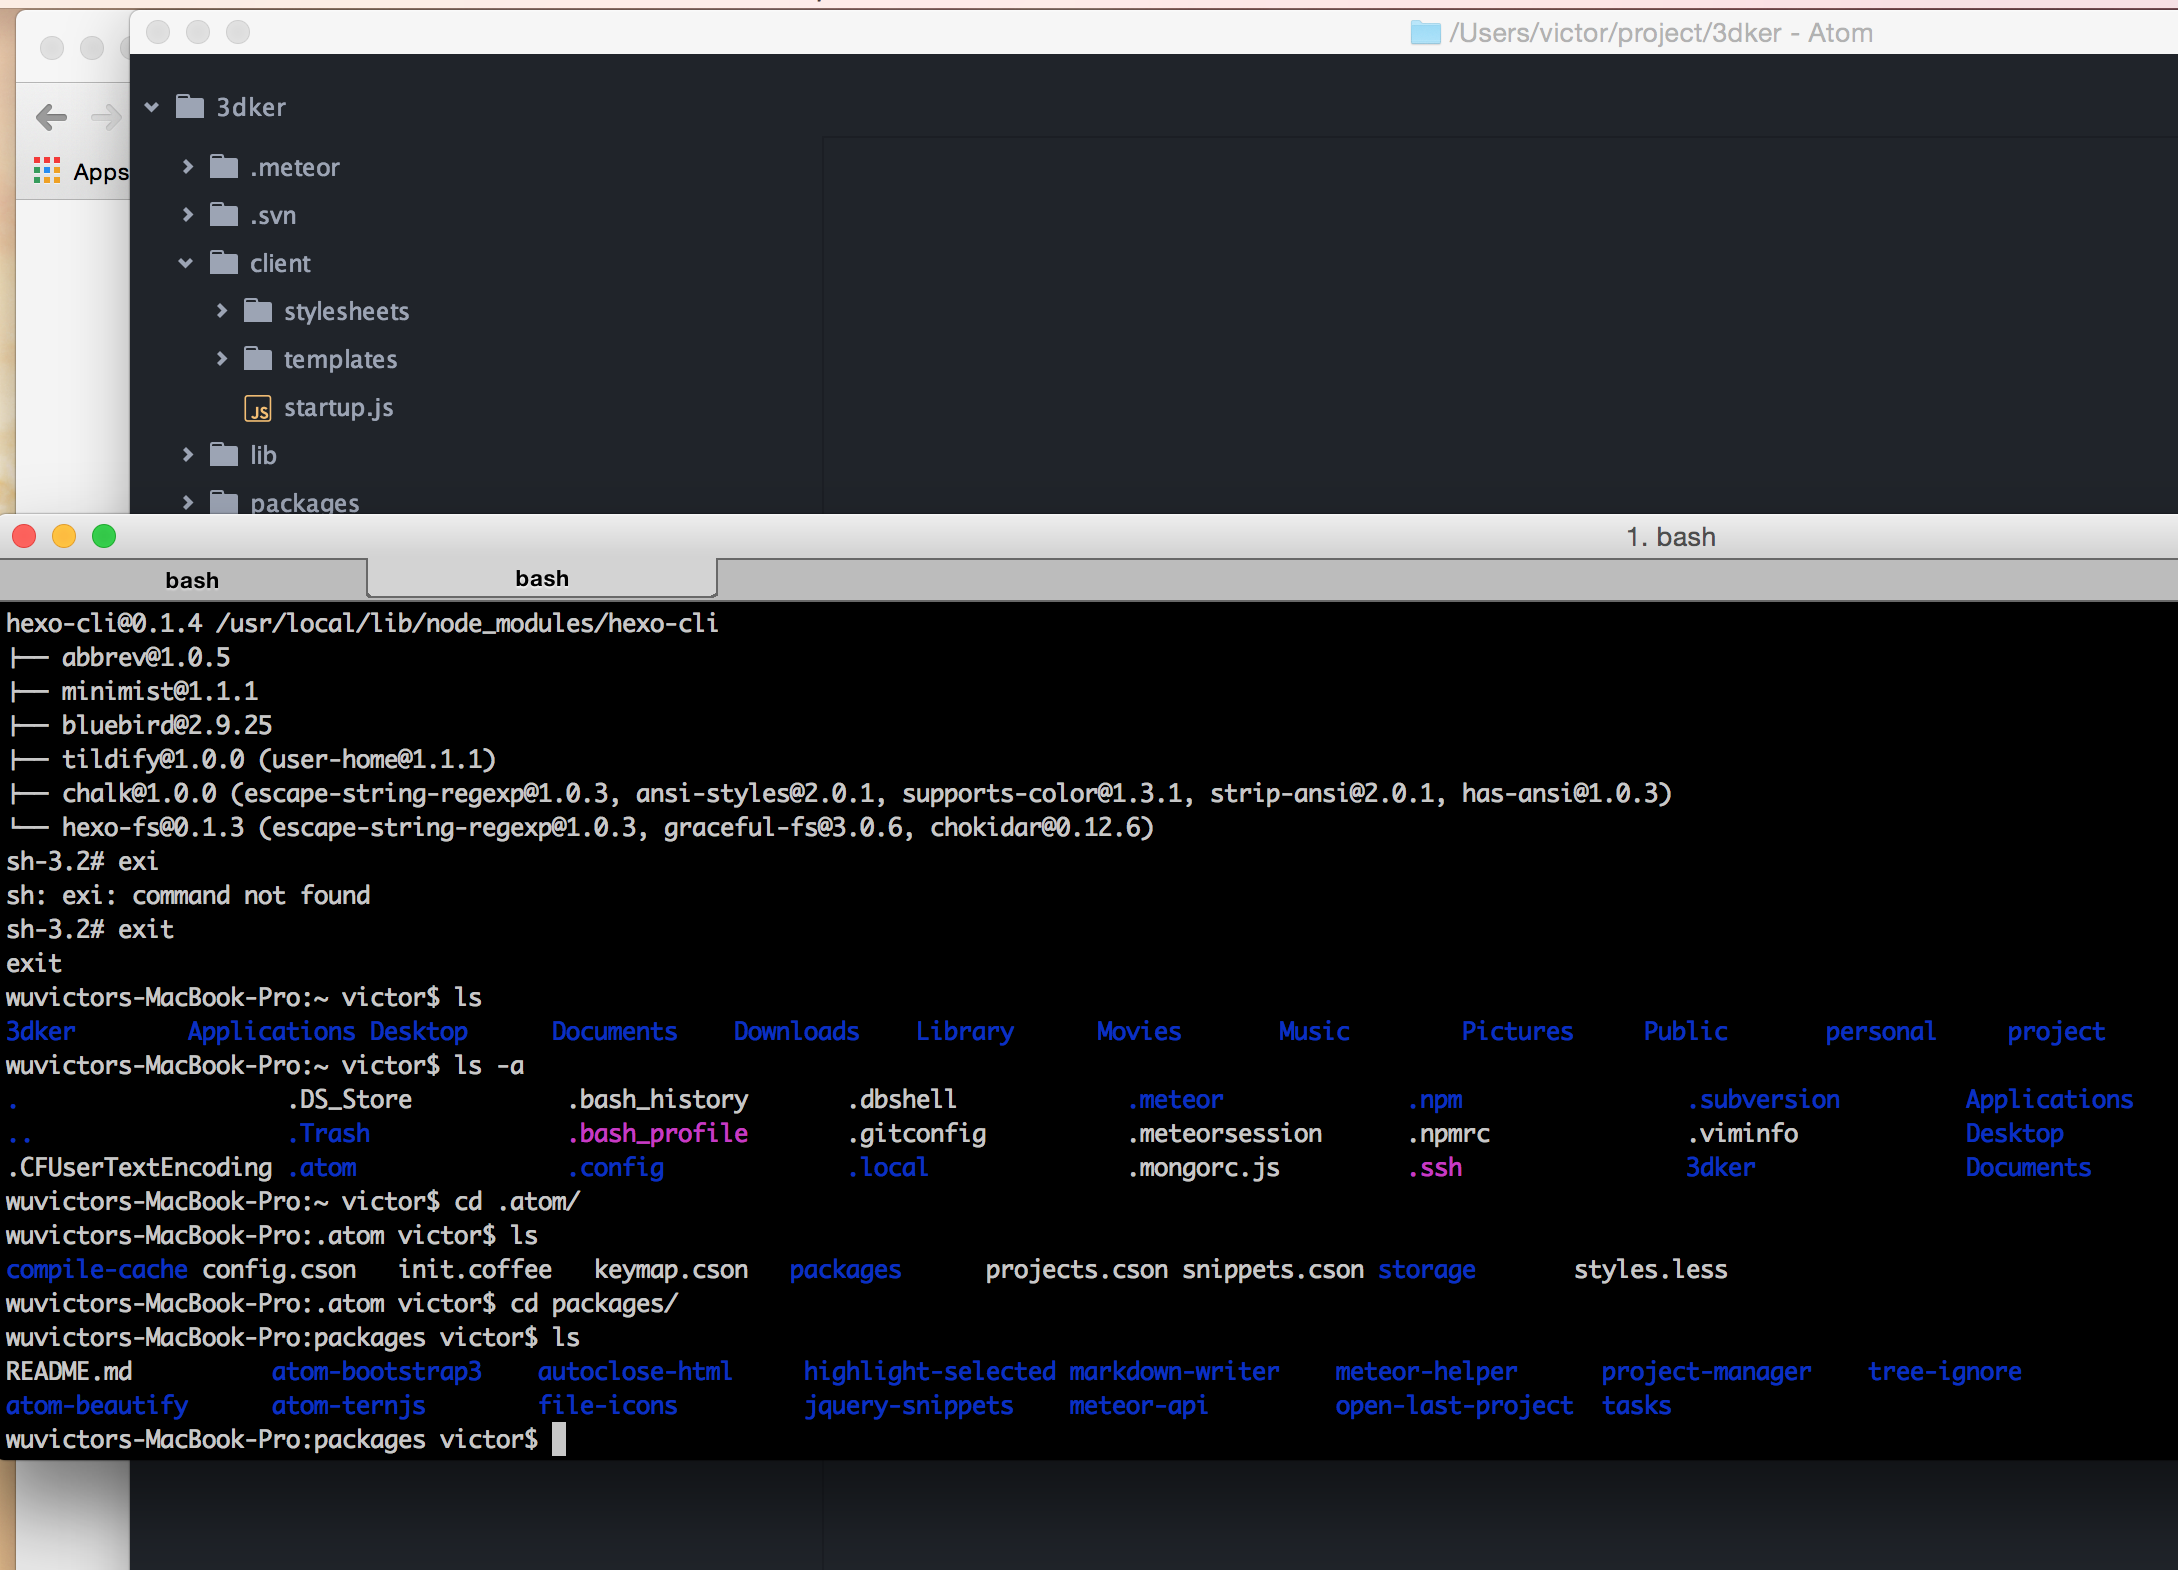 /Users/victor/project/3dker - Atom
Apps
3dker
.meteor
.svn
client
stylesheets
templates
JS startup.js
lib
packages
1. bash
bash bash
hexo-cli@0.1.4 /usr/local/lib/node_modules/hexo-cli
├── abbrev@1.0.5
├── minimist@1.1.1
├── bluebird@2.9.25
├── tildify@1.0.0 (user-home@1.1.1)
├── chalk@1.0.0 (escape-string-regexp@1.0.3, ansi-styles@2.0.1, supports-color@1.3.1, strip-ansi@2.0.1, has-ansi@1.0.3)
└── hexo-fs@0.1.3 (escape-string-regexp@1.0.3, graceful-fs@3.0.6, chokidar@0.12.6)
sh-3.2# exi
sh: exi: command not found
sh-3.2# exit
exit
wuvictors-MacBook-Pro:~ victor$ ls
3dker Applications Desktop Documents Downloads Library Movies Music Pictures Public personal project
wuvictors-MacBook-Pro:~ victor$ ls -a
. .DS_Store .bash_history .dbshell .meteor .npm .subversion Applications
.. .Trash .bash_profile .gitconfig .meteorsession .npmrc .viminfo Desktop
.CFUserTextEncoding .atom .config .local .mongorc.js .ssh 3dker Documents
wuvictors-MacBook-Pro:~ victor$ cd .atom/
wuvictors-MacBook-Pro:.atom victor$ ls
compile-cache config.cson init.coffee keymap.cson packages projects.cson snippets.cson storage styles.less
wuvictors-MacBook-Pro:.atom victor$ cd packages/
wuvictors-MacBook-Pro:packages victor$ ls
README.md atom-bootstrap3 autoclose-html highlight-selected markdown-writer meteor-helper project-manager tree-ignore
atom-beautify atom-ternjs file-icons jquery-snippets meteor-api open-last-project tasks
wuvictors-MacBook-Pro:packages victor$